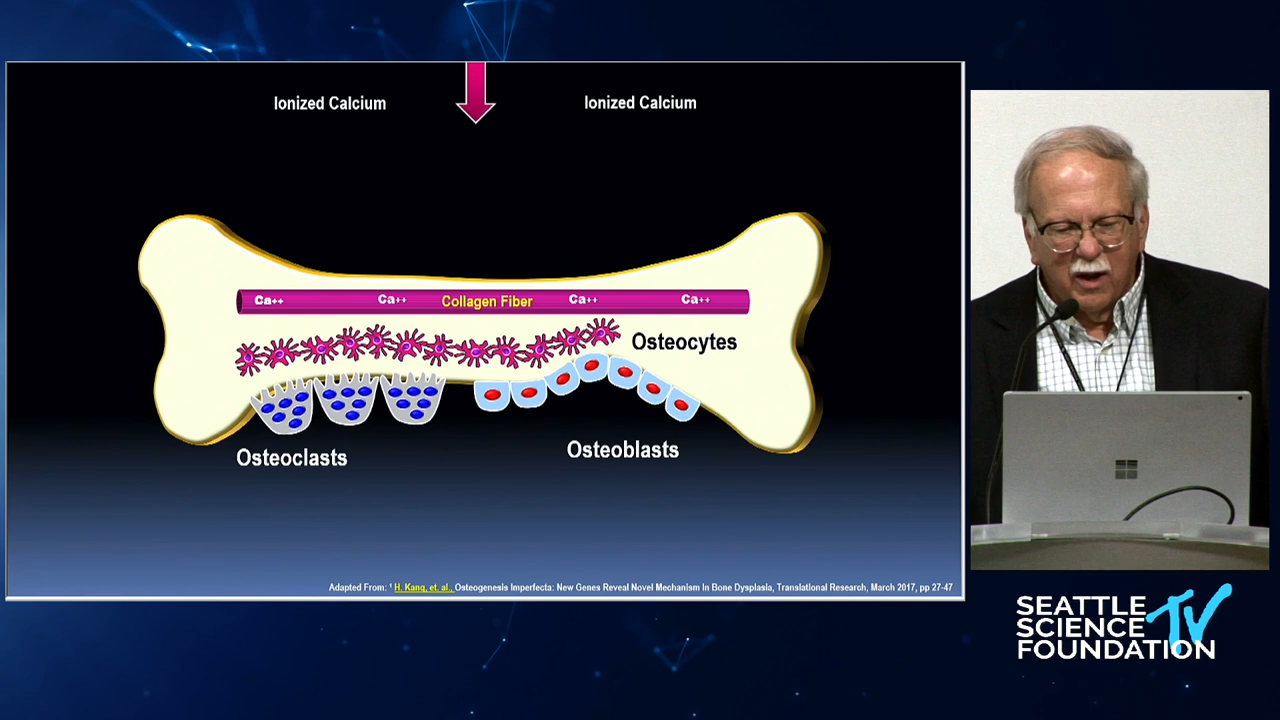 Ionized Calcium
Ionized Calcium
Ca++
Ca++
Collagen Fiber
Ca++
Ca++
Osteocytes
Osteoclasts
Osteoblasts
Adapted From: ¹ H. Kang, et. al., Osteogenesis Imperfecta: New Genes Reveal Novel Mechanism In Bone Dysplasia, Translational Research, March 2017, pp 27-47
SEATTLE
SCIENCE
FOUNDATION
TV